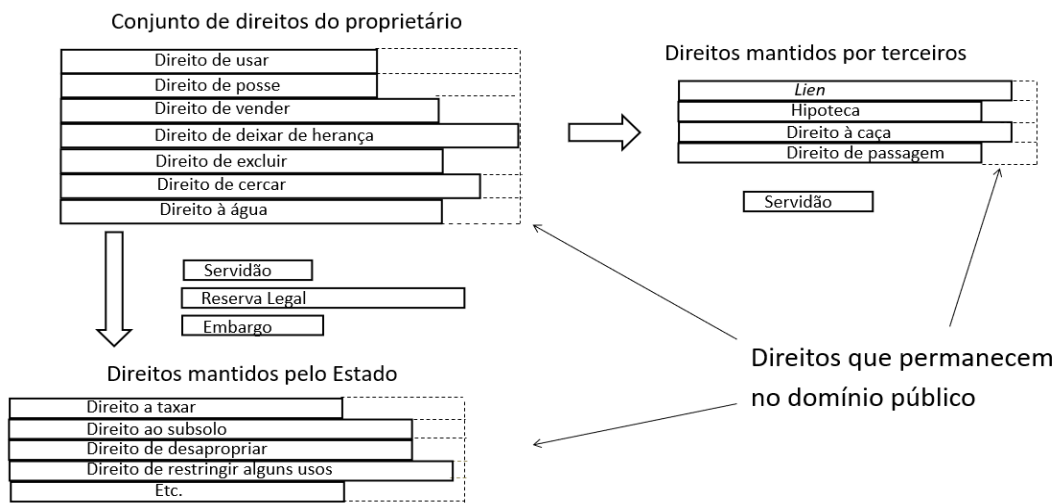 Conjunto de direitos do proprietário
Direito de usar
Direito de posse
Direito de vender
Direito de deixar de herança
Direito de excluir
Direito de cercar
Direito à água
Direitos mantidos por terceiros
Lien
Hipoteca
Direito à caça
Direito de passagem
Servidão
Servidão
Reserva Legal
Embargo
Direitos que permanecem
no domínio público
Direitos mantidos pelo Estado
Direito a taxar
Direito ao subsolo
Direito de desapropriar
Direito de restringir alguns usos
Etc.